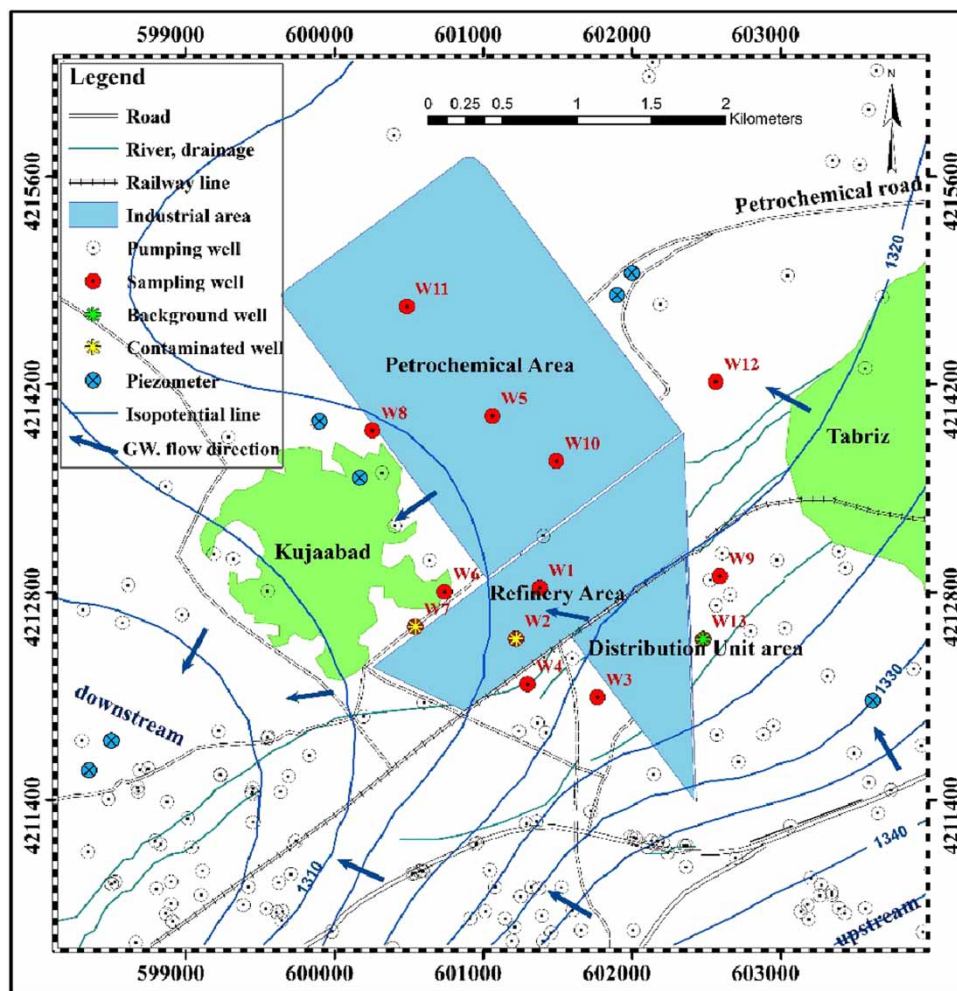 599000 600000 601000 602000 603000
Legend
Road
River, drainage
Railway line
Industrial area
Pumping well
Sampling well
Background well
Contaminated well
Piezometer
Isopotential line
GW. flow direction
0 0.25 0.5 1 1.5 2
Kilometers
N
4215600
4215600
Petrochemical road
1320
W11
Petrochemical Area
4214200
4214200
W12
W8
W5
W10
Tabriz
Kujaabad
4212800
4212800
W6
W1
W9
Refinery Area
W7
W2
W13
Distribution Unit area
W4
W3
1330
downstream
4211400
4211400
1310
1340
upstream
599000 600000 601000 602000 603000